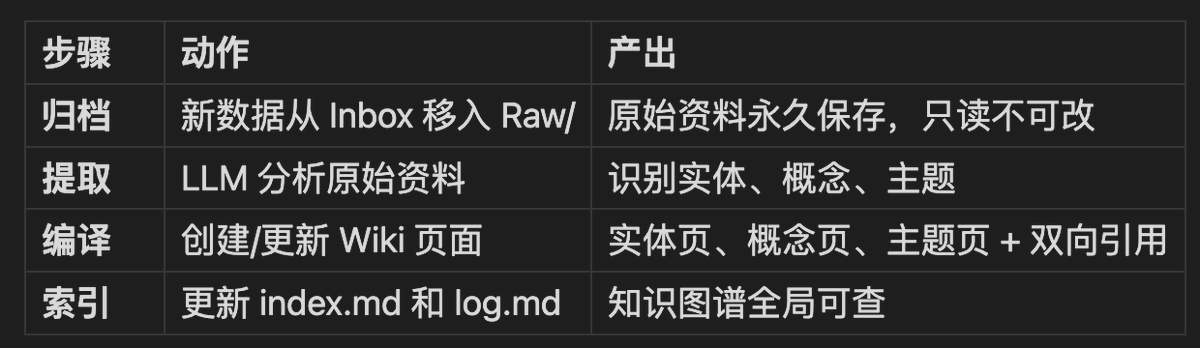 步骤 动作 产出
归档 新数据从 Inbox 移入 Raw/ 原始资料永久保存，只读不可改
提取 LLM 分析原始资料 识别实体、概念、主题
编译 创建/更新 Wiki 页面 实体页、概念页、主题页 + 双向引用
索引 更新 index.md 和 log.md 知识图谱全局可查